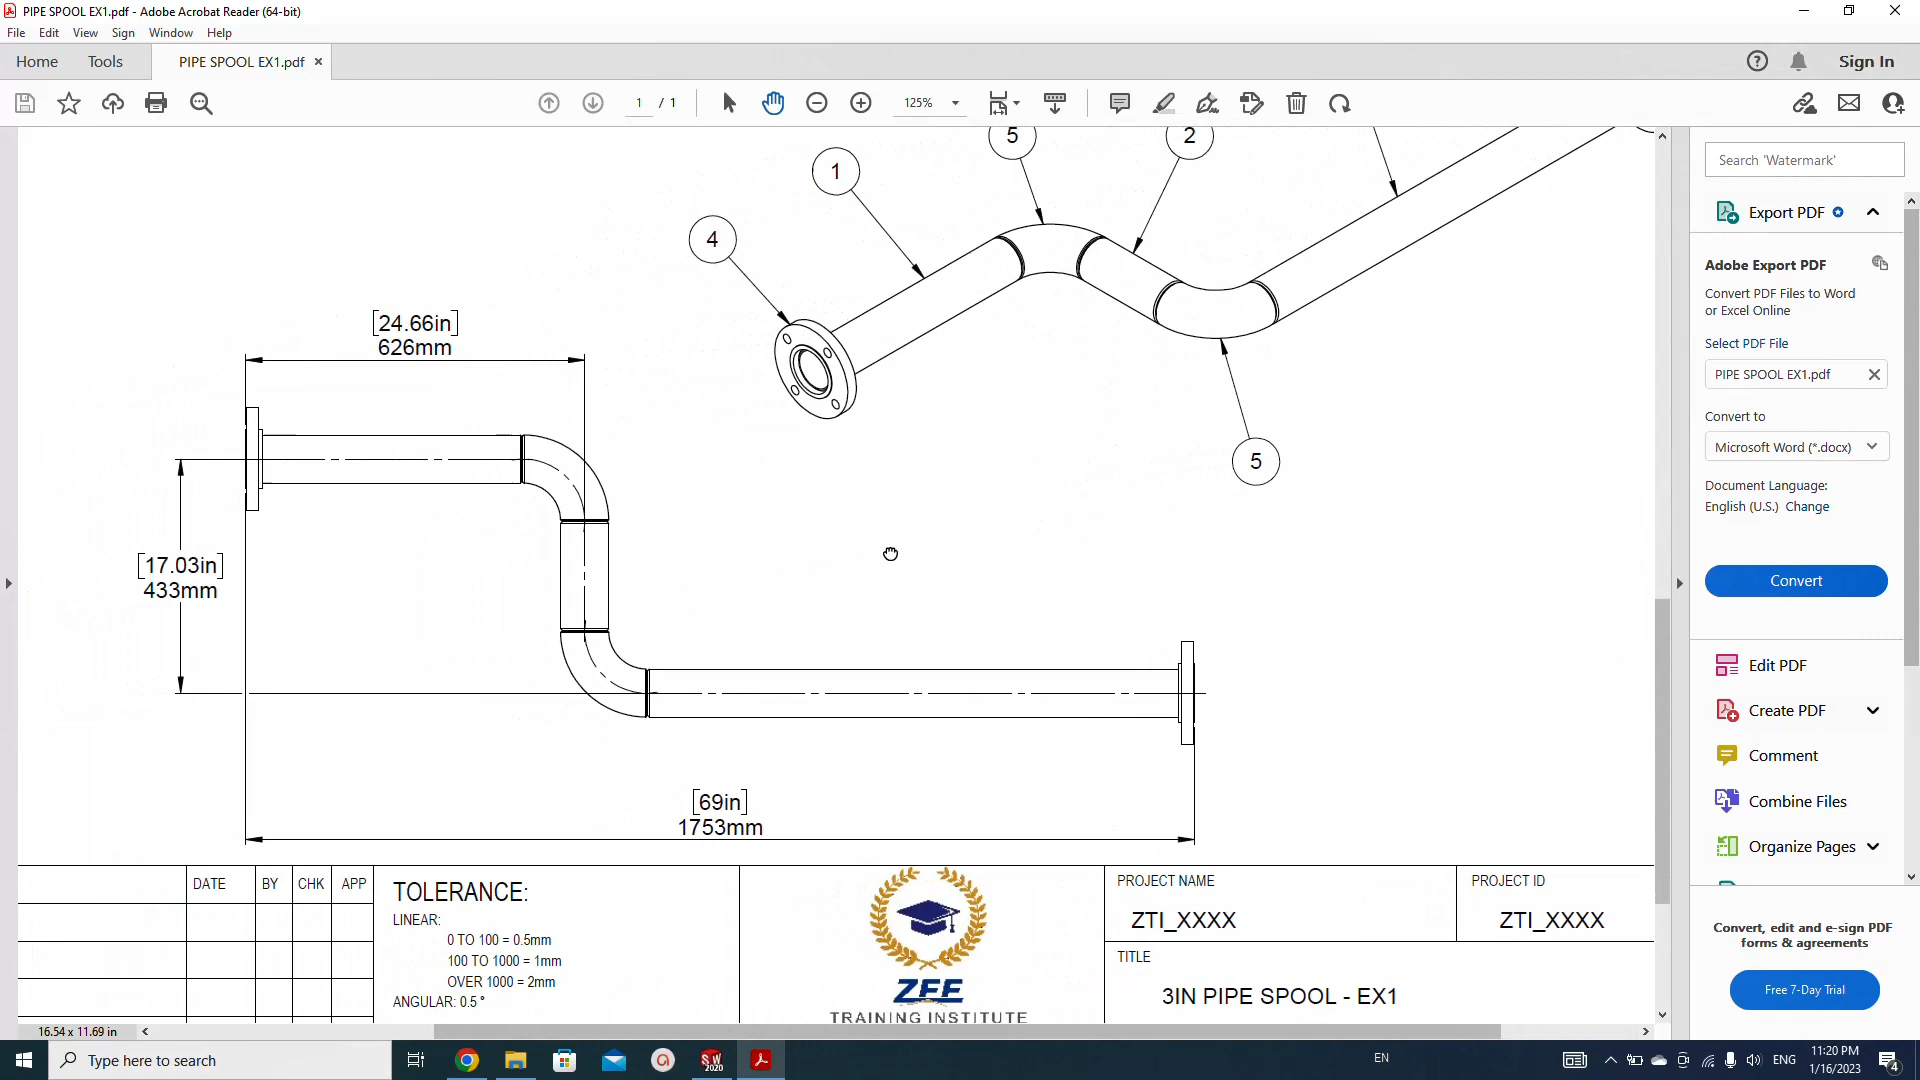 PIPE SPOOL EX1.pdf - Adobe Acrobat Reader (64-bit)
File Edit View Sign Window Help
Home Tools PIPE SPOOL EX1.pdf × Sign In
1 / 1 125%
Search 'Watermark'
Export PDF
Adobe Export PDF
Convert PDF Files to Word
or Excel Online
Select PDF File
PIPE SPOOL EX1.pdf
Convert to
Microsoft Word (*.docx)
Document Language:
English (U.S.) Change
Convert
Edit PDF
Create PDF
Comment
Combine Files
Organize Pages
Convert, edit and e-sign PDF
forms & agreements
Free 7-Day Trial
5
2
1
4
5
[24.66in]
626mm
[17.03in]
433mm
[69in]
1753mm
DATE BY CHK APP
TOLERANCE:
LINEAR:
0 TO 100 = 0.5mm
100 TO 1000 = 1mm
OVER 1000 = 2mm
ANGULAR: 0.5 °
ZFE
TRAINING INSTITUTE
PROJECT NAME
ZTI_XXXX
PROJECT ID
ZTI_XXXX
TITLE
3IN PIPE SPOOL - EX1
16.54 x 11.69 in
Type here to search
SW
2020
EN
ENG
11:20 PM
1/16/2023
4